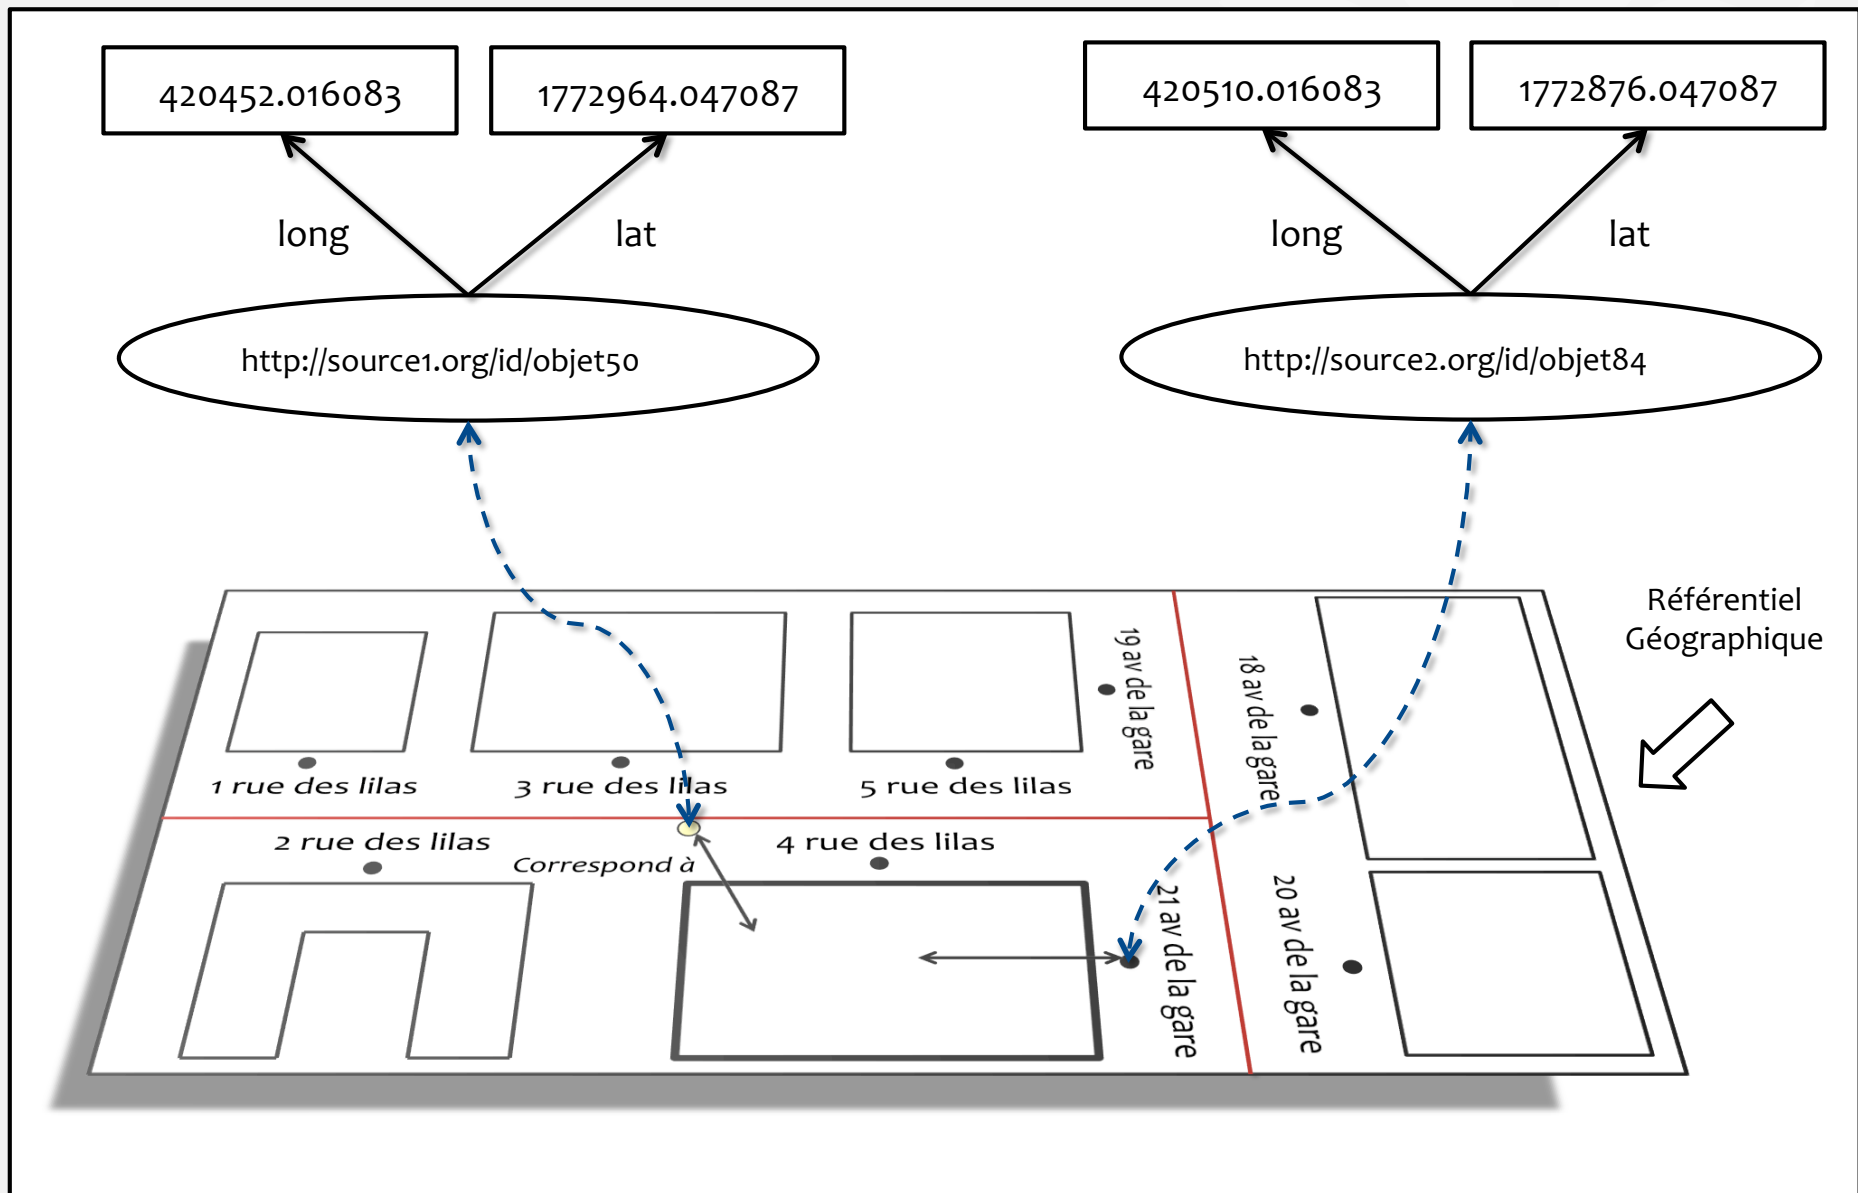 420452.016083
1772964.047087
420510.016083
1772876.047087
long
lat
long
lat
http://source1.org/id/objet50
http://source2.org/id/objet84
Référentiel
Géographique
19 av de la gare
18 av de la gare
1 rue des lilas
3 rue des lilas
5 rue des lilas
2 rue des lilas
4 rue des lilas
Correspond à
21 av de la gare
20 av de la gare